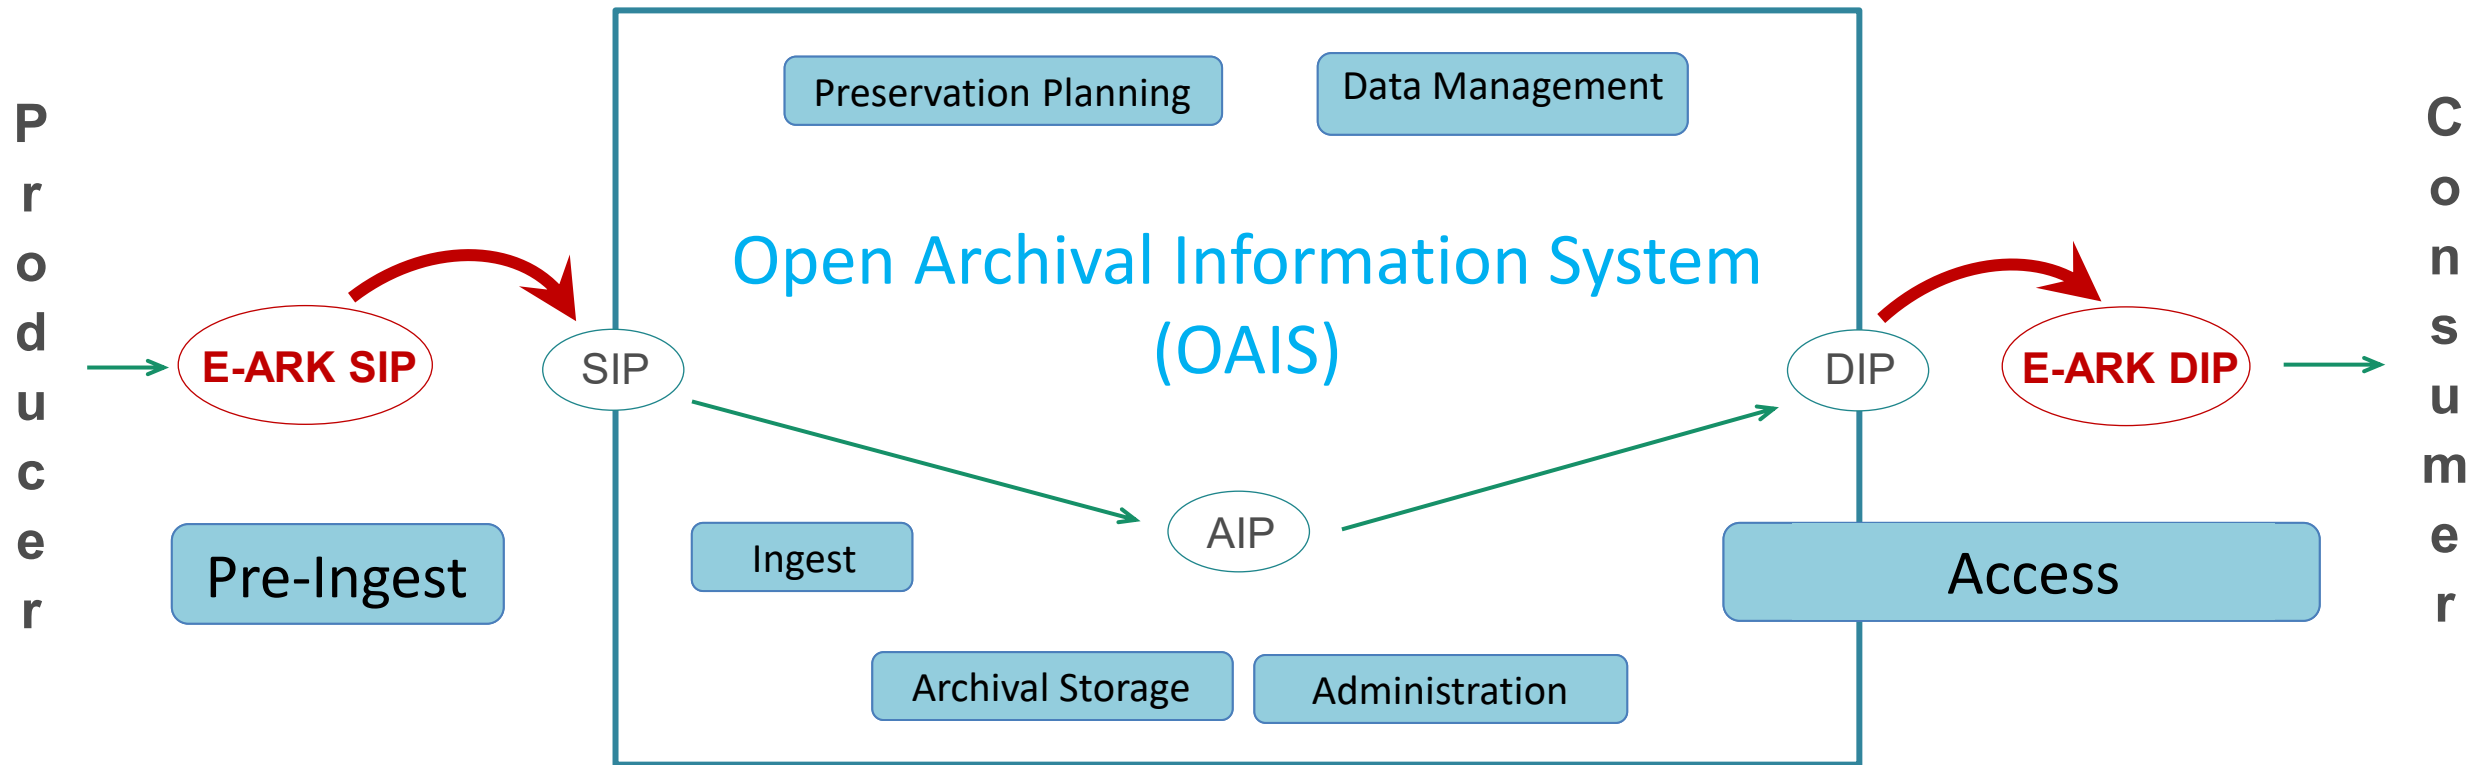 Producer
Preservation Planning
Data Management
Open Archival Information System
(OAIS)
E-ARK SIP
SIP
DIP
E-ARK DIP
AIP
Pre-Ingest
Ingest
Access
Archival Storage
Administration
Consumer